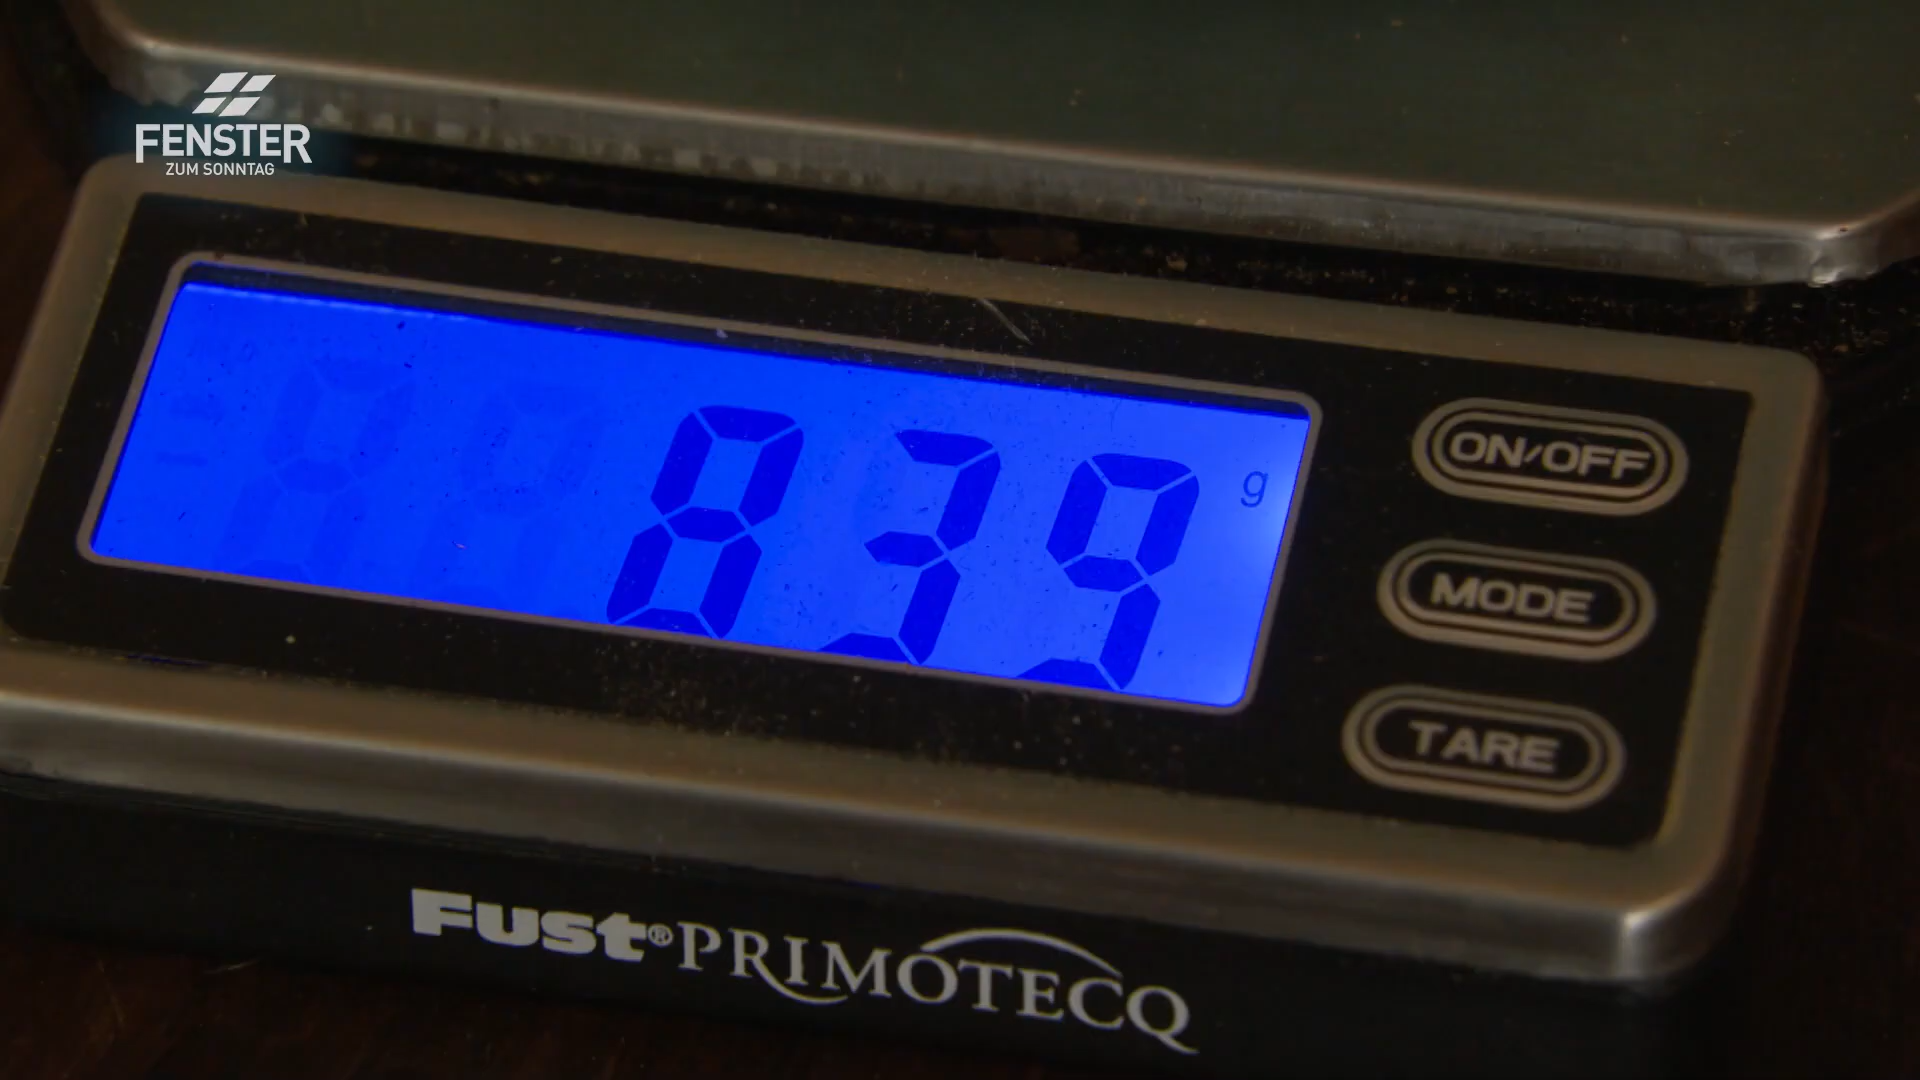 FENSTER
ZUM SONNTAG
839 g
ON/OFF
MODE
TARE
Fust® PRIMOTECQ